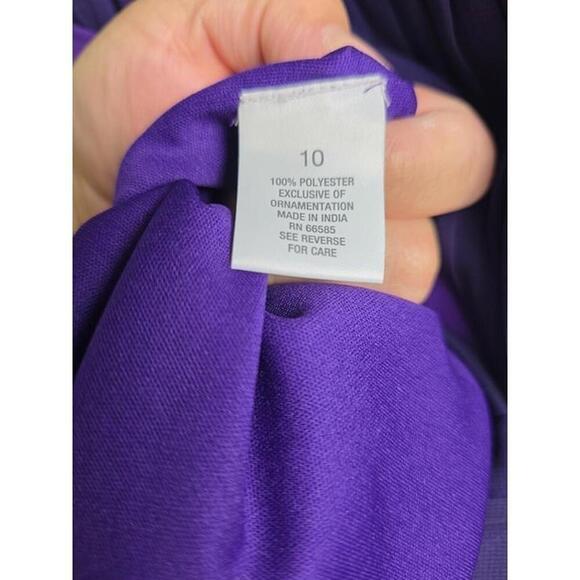 10
100% POLYESTER
EXCLUSIVE OF
ORNAMENTATION
MADE IN INDIA
RN 66585
SEE REVERSE
FOR CARE